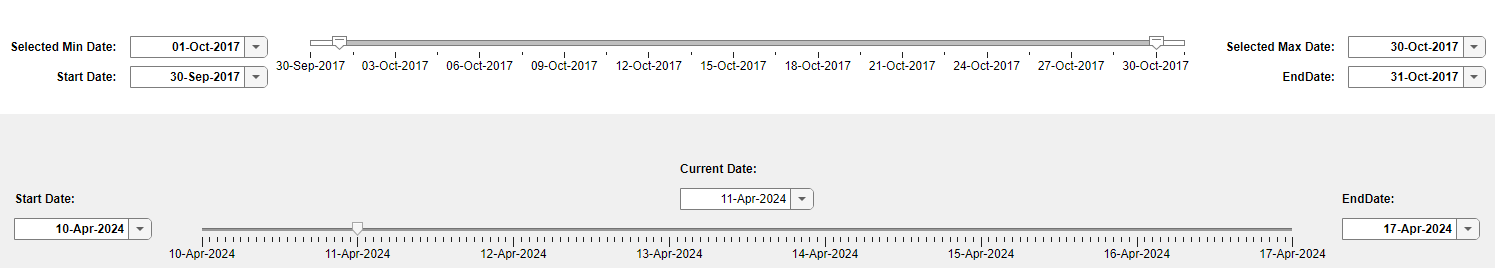 Selected Min Date: 01-Oct-2017
Start Date: 30-Sep-2017
30-Sep-2017 03-Oct-2017 06-Oct-2017 09-Oct-2017 12-Oct-2017 15-Oct-2017 18-Oct-2017 21-Oct-2017 24-Oct-2017 27-Oct-2017 30-Oct-2017
Selected Max Date: 30-Oct-2017
EndDate: 31-Oct-2017
Current Date:
11-Apr-2024
Start Date:
10-Apr-2024
10-Apr-2024 11-Apr-2024 12-Apr-2024 13-Apr-2024 14-Apr-2024 15-Apr-2024 16-Apr-2024 17-Apr-2024
EndDate:
17-Apr-2024